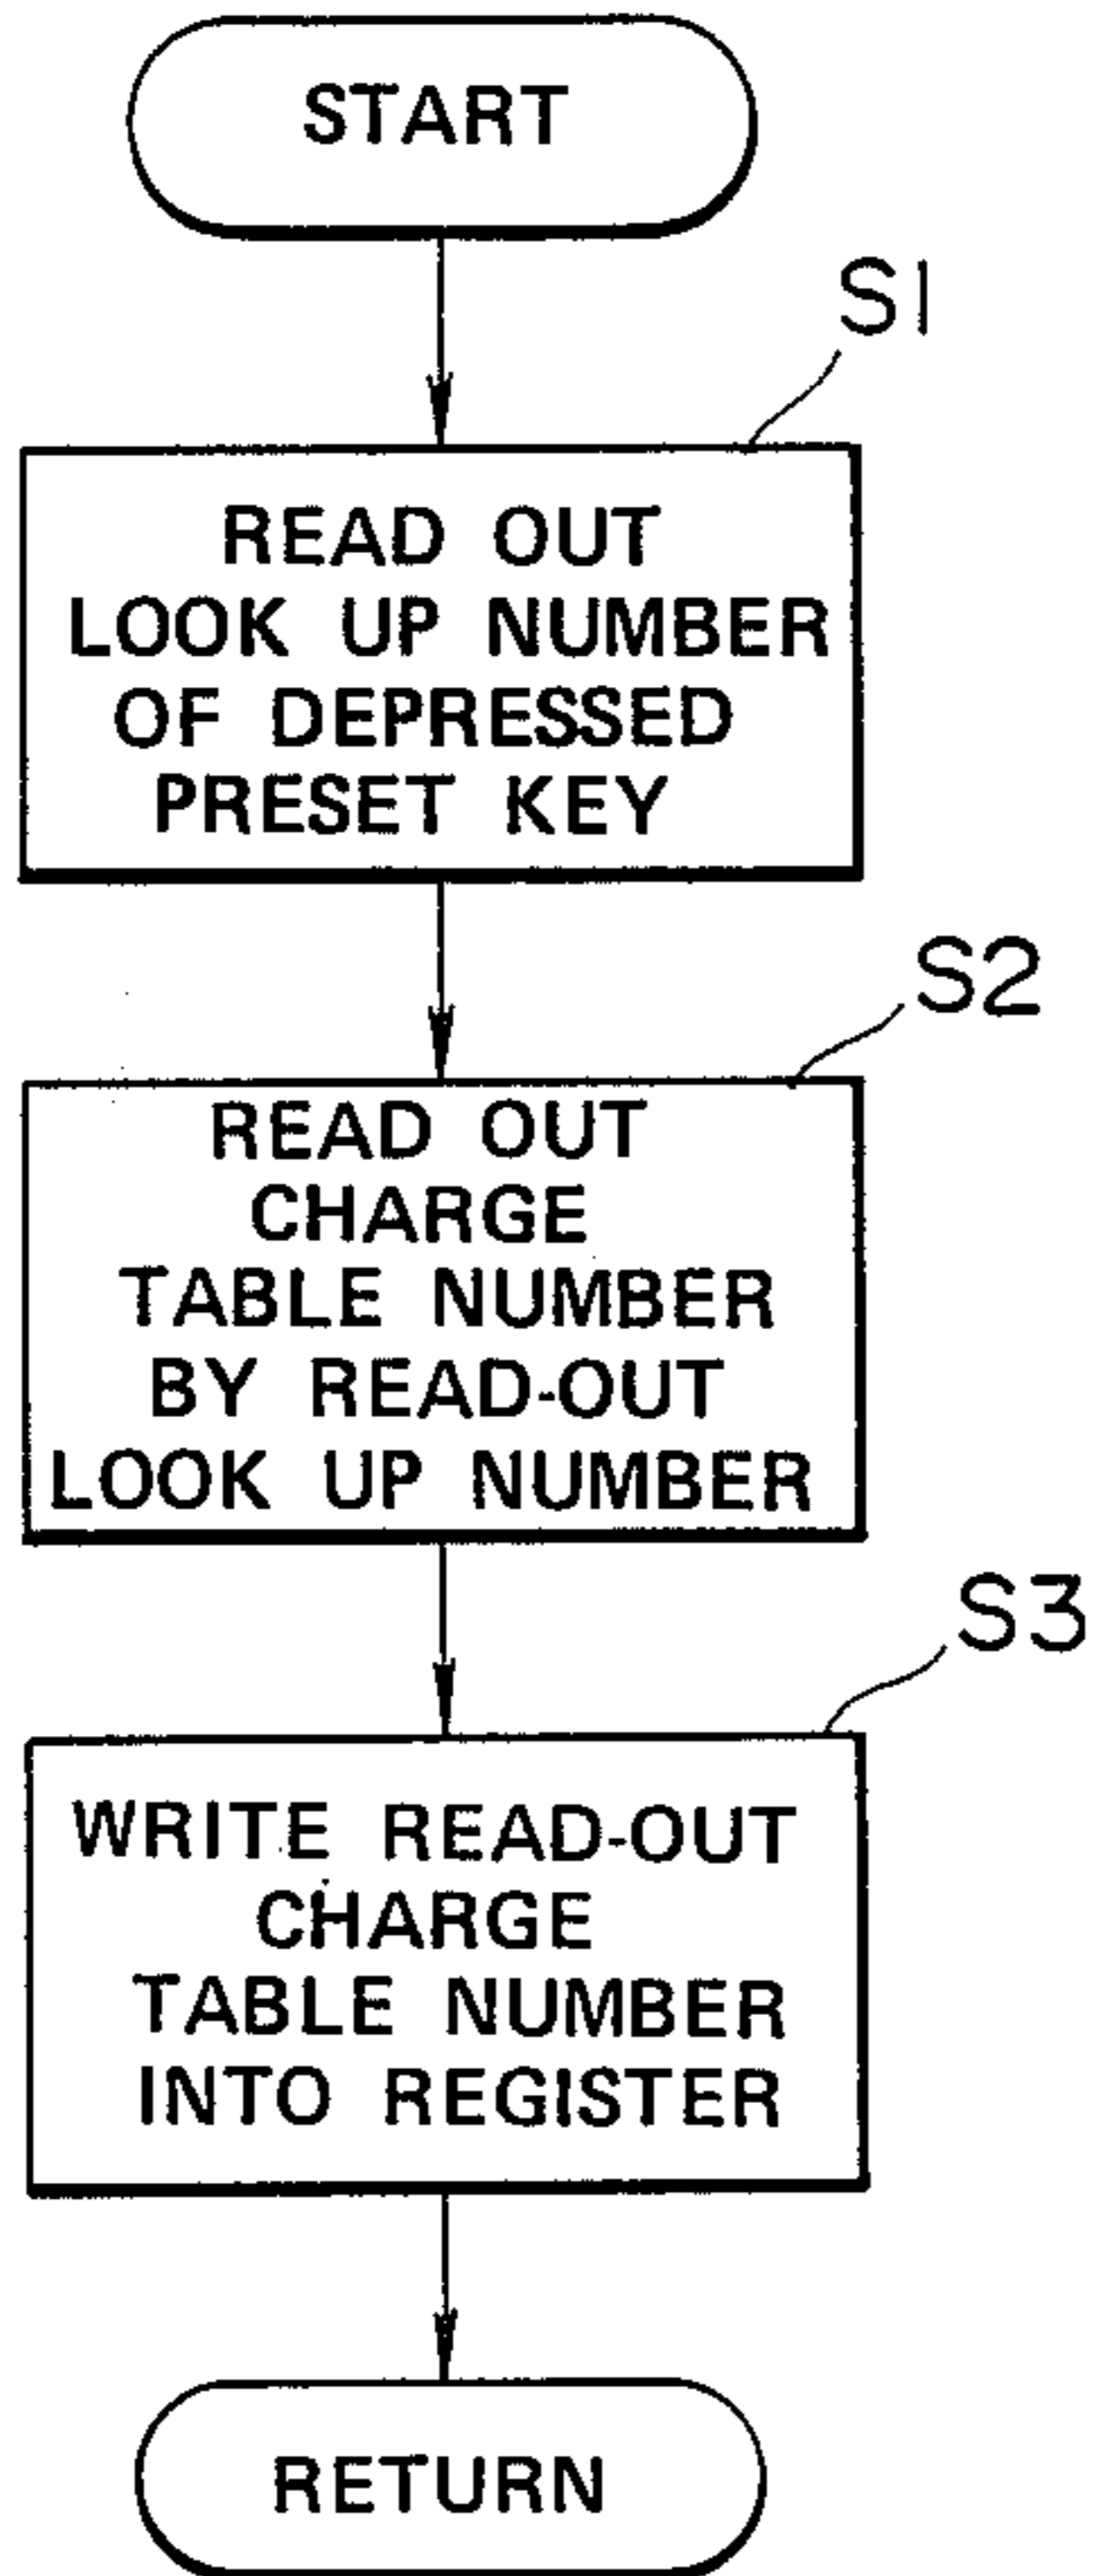 START
S1
READ OUT
LOOK UP NUMBER
OF DEPRESSED
PRESET KEY
S2
READ OUT
CHARGE
TABLE NUMBER
BY READ-OUT
LOOK UP NUMBER
S3
WRITE READ-OUT
CHARGE
TABLE NUMBER
INTO REGISTER
RETURN